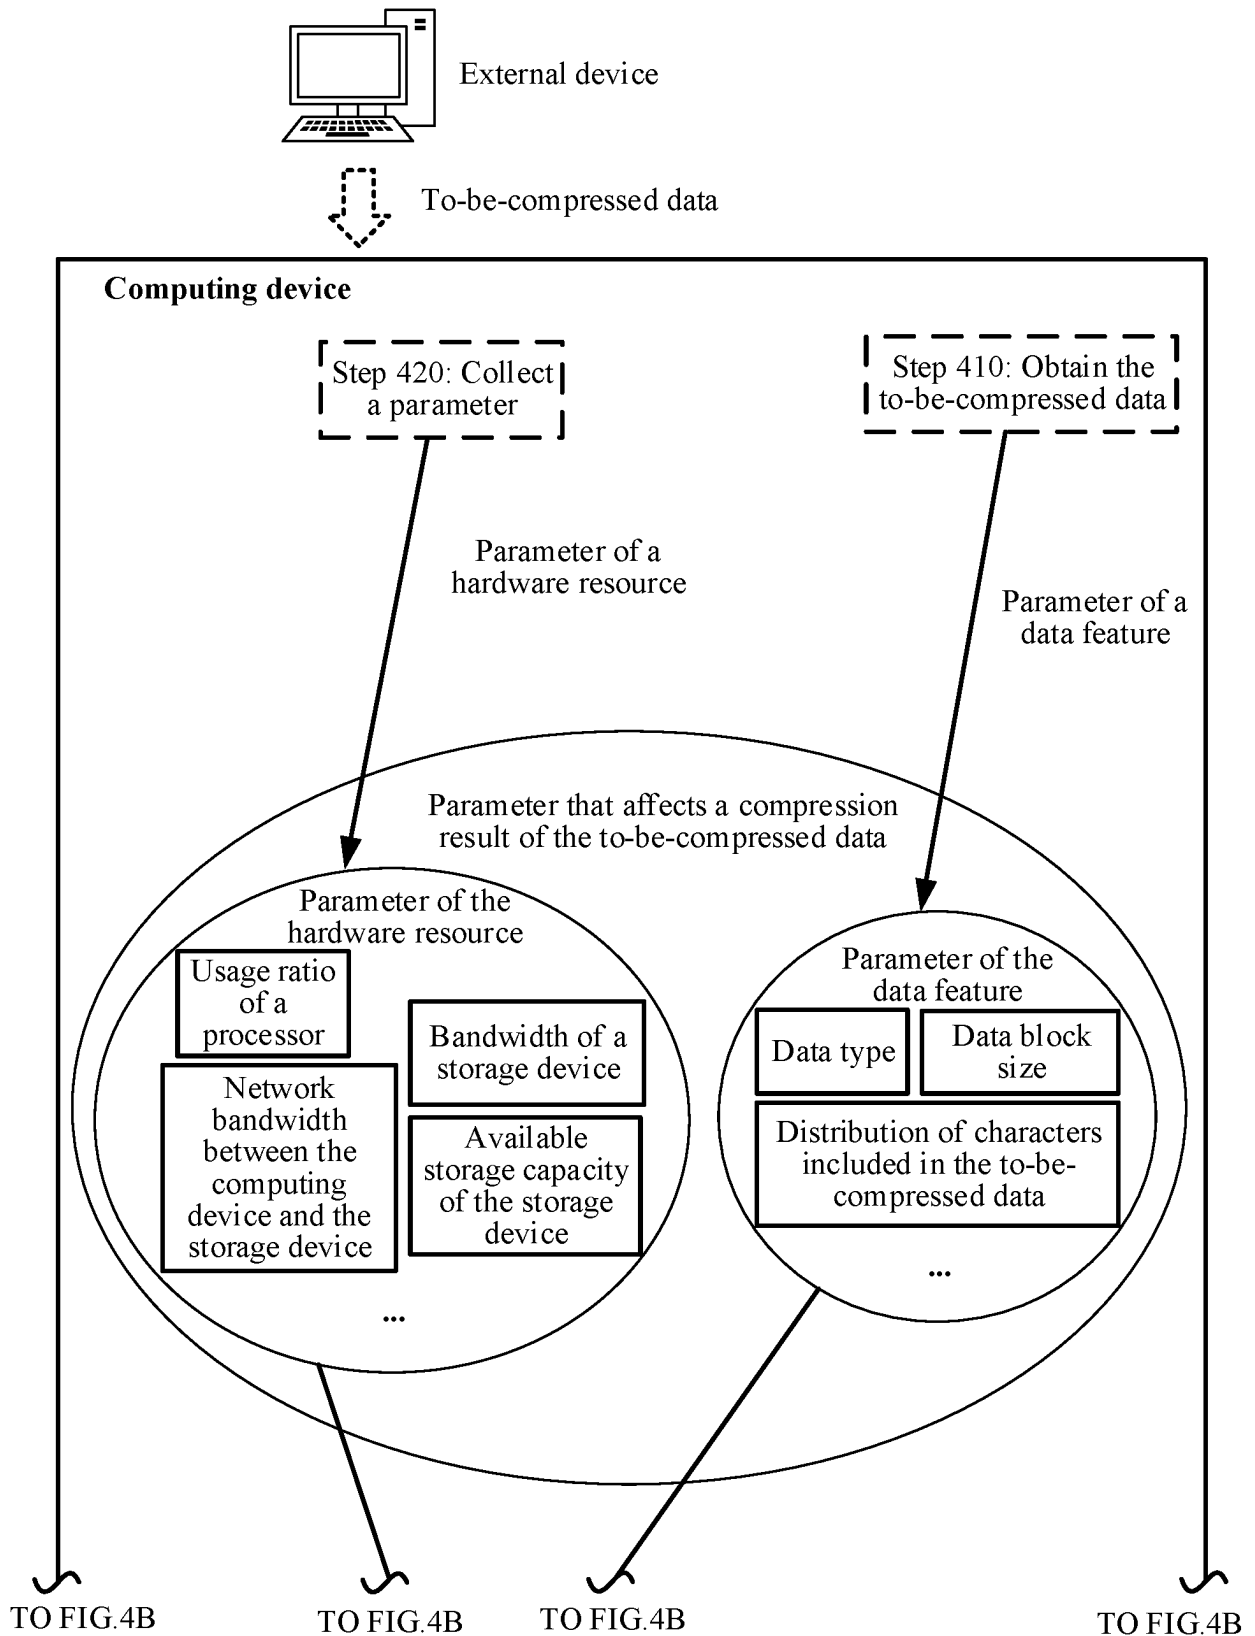 External device
To-be-compressed data
Computing device
Step 420: Collect
a parameter
Step 410: Obtain the
to-be-compressed data
Parameter of a
hardware resource
Parameter of a
data feature
Parameter that affects a compression
result of the to-be-compressed data
Parameter of the
hardware resource
Usage ratio
of a
processor
Bandwidth of a
storage device
Network
bandwidth
between the
computing
device and the
storage device
Available
storage capacity
of the storage
device
...
Parameter of the
data feature
Data type
Data block
size
Distribution of characters
included in the to-be-
compressed data
...
TO FIG.4B
TO FIG.4B
TO FIG.4B
TO FIG.4B